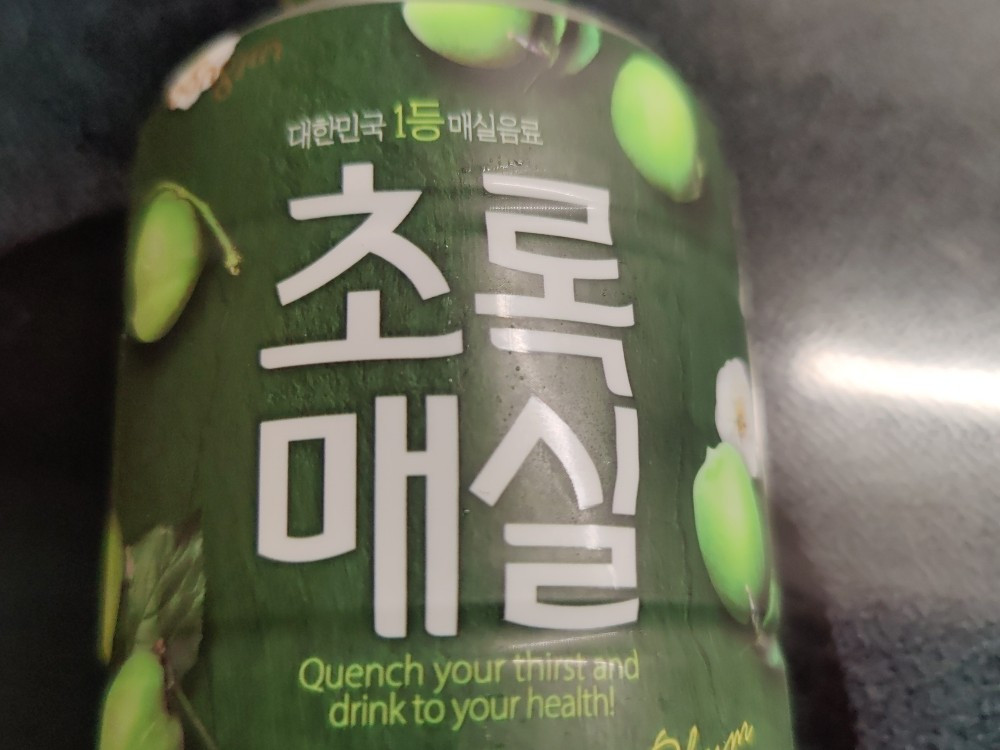 대한민국 1등 매실음료
초록
매실
Quench your thirst and
drink to your health!